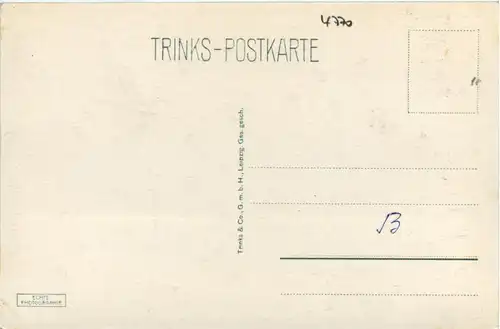 4770
TRINKS-POSTKARTE
Trinks & Co., G. m. b. H., Leipzig. Ges. gesch.
B
ECHTE
PHOTOGRAPHIE